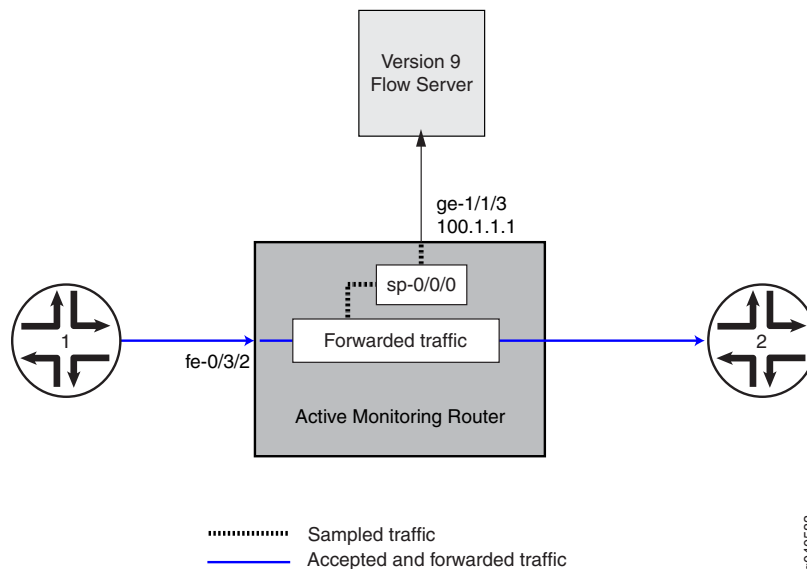 Version 9
Flow Server
ge-1/1/3
100.1.1.1
sp-0/0/0
1
Forwarded traffic
2
fe-0/3/2
Active Monitoring Router
Sampled traffic
Accepted and forwarded traffic